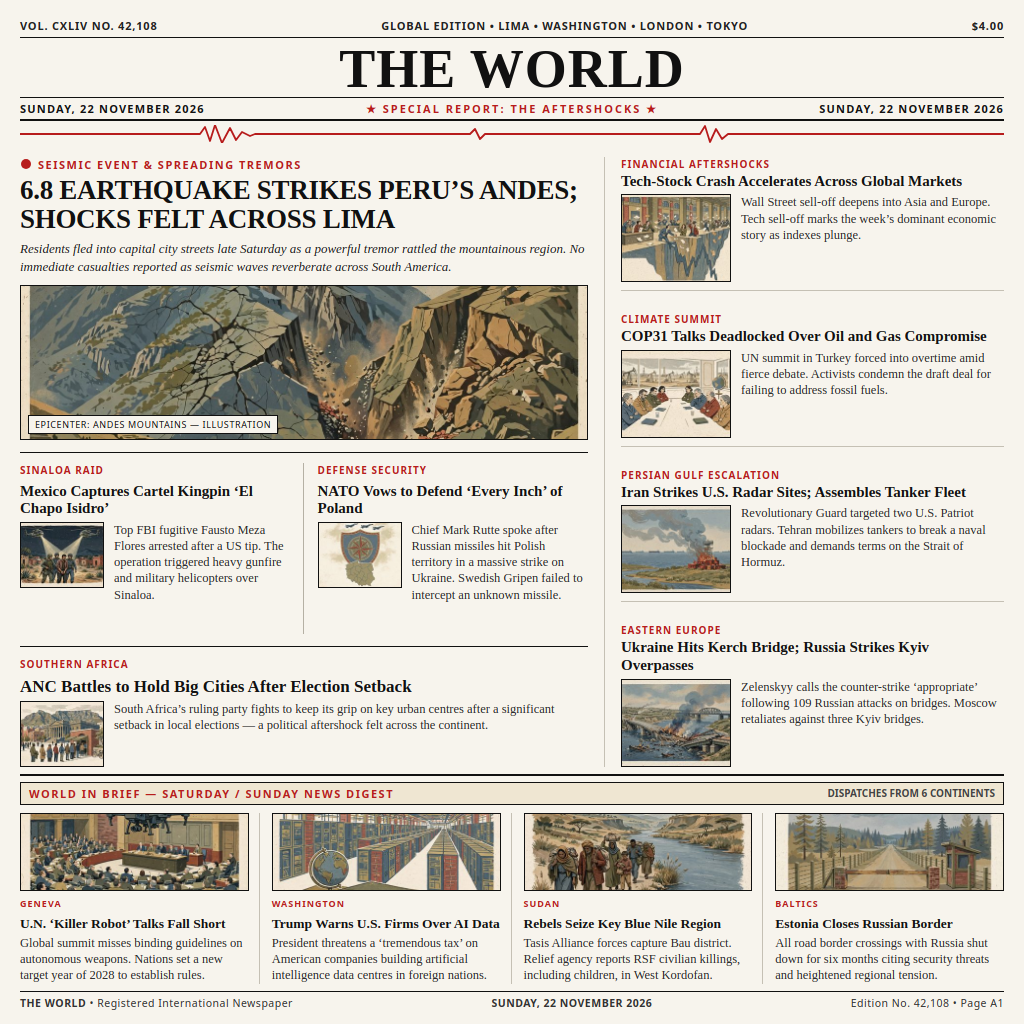 VOL. CXLIV NO. 42,108
GLOBAL EDITION • LIMA • WASHINGTON • LONDON • TOKYO
$4.00
THE WORLD
SUNDAY, 22 NOVEMBER 2026
★ SPECIAL REPORT: THE AFTERSHOCKS ★
SUNDAY, 22 NOVEMBER 2026
SEISMIC EVENT & SPREADING TREMORS
6.8 EARTHQUAKE STRIKES PERU’S ANDES;
SHOCKS FELT ACROSS LIMA
Residents fled into capital city streets late Saturday as a powerful tremor rattled the mountainous region. No
immediate casualties reported as seismic waves reverberate across South America.
EPICENTER: ANDES MOUNTAINS — ILLUSTRATION
SINALOA RAID
Mexico Captures Cartel Kingpin ‘El
Chapo Isidro’
Top FBI fugitive Fausto Meza
Flores arrested after a US tip. The
operation triggered heavy gunfire
and military helicopters over
Sinaloa.
DEFENSE SECURITY
NATO Vows to Defend ‘Every Inch’ of
Poland
Chief Mark Rutte spoke after
Russian missiles hit Polish
territory in a massive strike on
Ukraine. Swedish Gripen failed to
intercept an unknown missile.
SOUTHERN AFRICA
ANC Battles to Hold Big Cities After Election Setback
South Africa’s ruling party fights to keep its grip on key urban centres after a significant
setback in local elections — a political aftershock felt across the continent.
FINANCIAL AFTERSHOCKS
Tech-Stock Crash Accelerates Across Global Markets
Wall Street sell-off deepens into Asia and Europe.
Tech sell-off marks the week’s dominant economic
story as indexes plunge.
CLIMATE SUMMIT
COP31 Talks Deadlocked Over Oil and Gas Compromise
UN summit in Turkey forced into overtime amid
fierce debate. Activists condemn the draft deal for
failing to address fossil fuels.
PERSIAN GULF ESCALATION
Iran Strikes U.S. Radar Sites; Assembles Tanker Fleet
Revolutionary Guard targeted two U.S. Patriot
radars. Tehran mobilizes tankers to break a naval
blockade and demands terms on the Strait of
Hormuz.
EASTERN EUROPE
Ukraine Hits Kerch Bridge; Russia Strikes Kyiv
Overpasses
Zelenskyy calls the counter-strike ‘appropriate’
following 109 Russian attacks on bridges. Moscow
retaliates against three Kyiv bridges.
WORLD IN BRIEF — SATURDAY / SUNDAY NEWS DIGEST
DISPATCHES FROM 6 CONTINENTS
GENEVA
U.N. ‘Killer Robot’ Talks Fall Short
Global summit misses binding guidelines on
autonomous weapons. Nations set a new
target year of 2028 to establish rules.
WASHINGTON
Trump Warns U.S. Firms Over AI Data
President threatens a ‘tremendous tax’ on
American companies building artificial
intelligence data centres in foreign nations.
SUDAN
Rebels Seize Key Blue Nile Region
Tasis Alliance forces capture Bau district.
Relief agency reports RSF civilian killings,
including children, in West Kordofan.
BALTICS
Estonia Closes Russian Border
All road border crossings with Russia shut
down for six months citing security threats
and heightened regional tension.
THE WORLD • Registered International Newspaper
SUNDAY, 22 NOVEMBER 2026
Edition No. 42,108 • Page A1